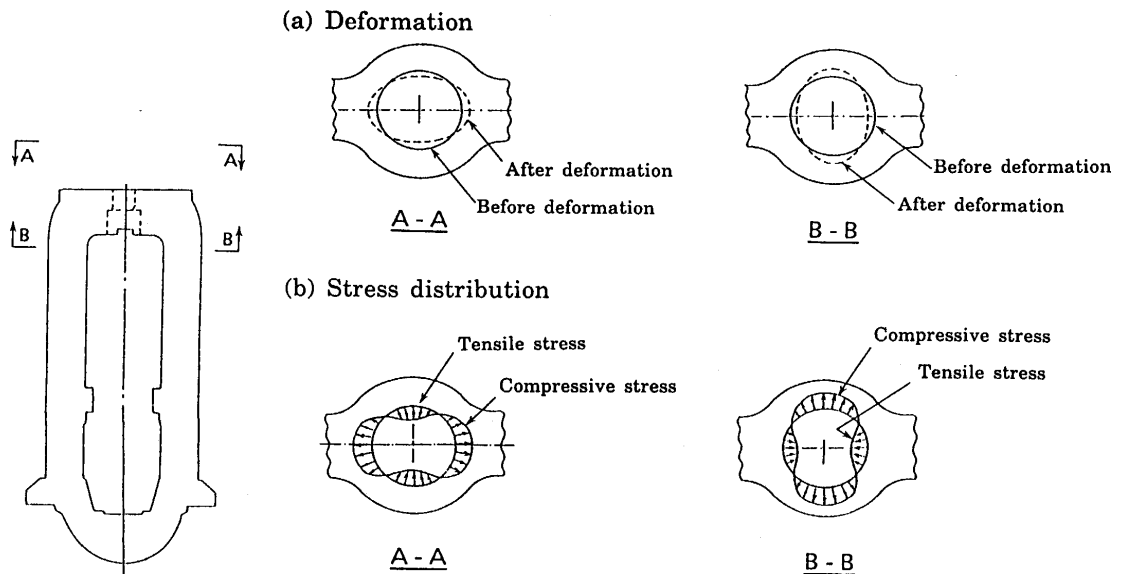 (a) Deformation
After deformation
Before deformation
A - A
Before deformation
After deformation
B - B
A
A
B
B
(b) Stress distribution
Tensile stress
Compressive stress
A - A
Compressive stress
Tensile stress
B - B